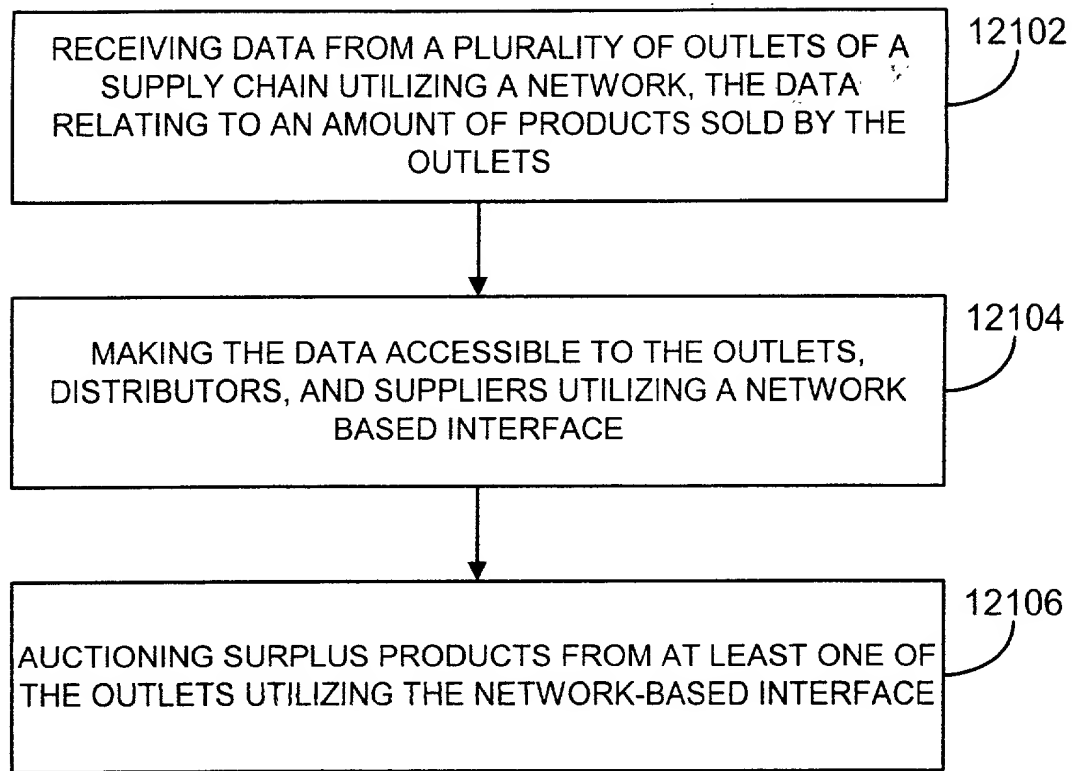 12102
RECEIVING DATA FROM A PLURALITY OF OUTLETS OF A
SUPPLY CHAIN UTILIZING A NETWORK, THE DATA
RELATING TO AN AMOUNT OF PRODUCTS SOLD BY THE
OUTLETS
12104
MAKING THE DATA ACCESSIBLE TO THE OUTLETS,
DISTRIBUTORS, AND SUPPLIERS UTILIZING A NETWORK
BASED INTERFACE
12106
AUCTIONING SURPLUS PRODUCTS FROM AT LEAST ONE OF
THE OUTLETS UTILIZING THE NETWORK-BASED INTERFACE